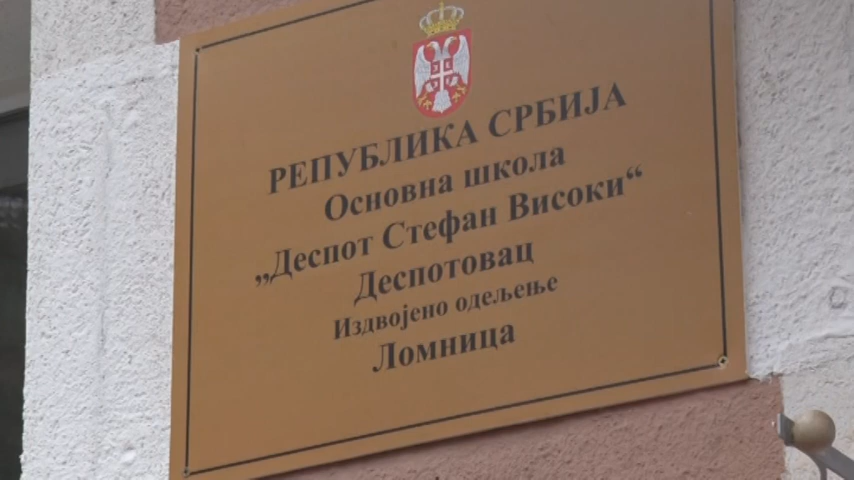 РЕПУБЛИКА СРБИЈА
Основна школа
„Деспот Стефан Високи“
Деспотовац
Издвојено одељење
Ломница